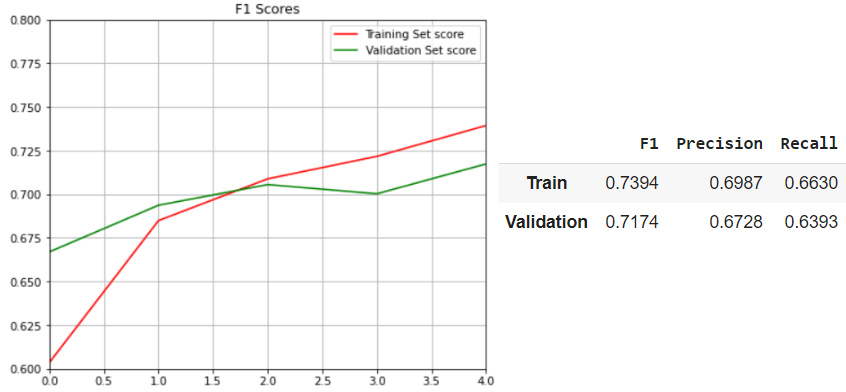 F1 Scores
0.800
0.775
0.750
0.725
0.700
0.675
0.650
0.625
0.600
0.0 0.5 1.0 1.5 2.0 2.5 3.0 3.5 4.0
Training Set score
Validation Set score
F1 Precision Recall
Train 0.7394 0.6987 0.6630
Validation 0.7174 0.6728 0.6393